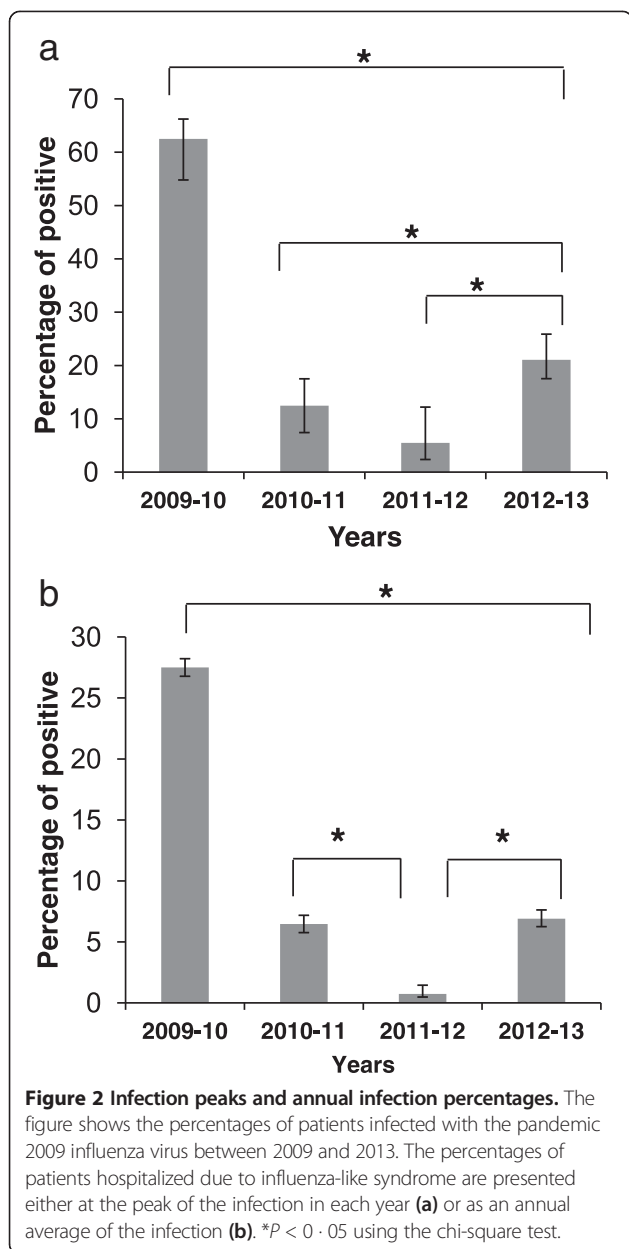 a
*
70
60
50
40
30
20
10
0
*
*
Percentage of positive
2009-10 2010-11 2011-12 2012-13
Years
b
*
30
25
20
15
10
5
0
* *
Percentage of positive
2009-10 2010-11 2011-12 2012-13
Years
Figure 2 Infection peaks and annual infection percentages. The
figure shows the percentages of patients infected with the pandemic
2009 influenza virus between 2009 and 2013. The percentages of
patients hospitalized due to influenza-like syndrome are presented
either at the peak of the infection in each year (a) or as an annual
average of the infection (b). *P < 0 · 05 using the chi-square test.